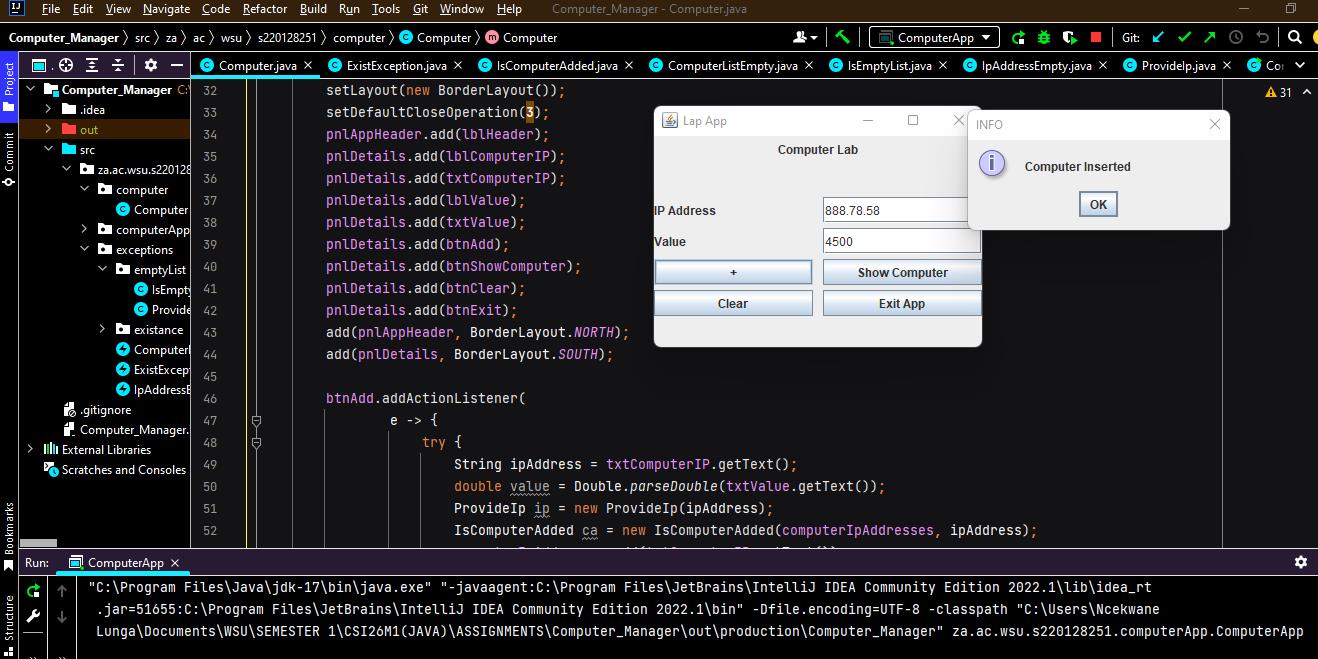 File Edit View Navigate Code Refactor Build Run Tools Git Window Help Computer_Manager - Computer.java
Computer_Manager src za ac wsu s220128251 computer Computer Computer ComputerApp Git:
Project
Commit
Bookmarks
Structure
Computer.java ExistException.java IsComputerAdded.java ComputerListEmpty.java IsEmptyList.java IpAddressEmpty.java ProvideIp.java Co
Computer_Manager C:
.idea
out
src
za.ac.wsu.s220128
computer
Computer
computerApp
exceptions
emptyList
IsEmpty
Provide
existance
Computer
ExistExcep
IpAddressE
.gitignore
Computer_Manager.
External Libraries
Scratches and Consoles
31
32 setLayout(new BorderLayout());
33 setDefaultCloseOperation(3);
34 pnlAppHeader.add(lblHeader);
35 pnlDetails.add(lblComputerIP);
36 pnlDetails.add(txtComputerIP);
37 pnlDetails.add(lblValue);
38 pnlDetails.add(txtValue);
39 pnlDetails.add(btnAdd);
40 pnlDetails.add(btnShowComputer);
41 pnlDetails.add(btnClear);
42 pnlDetails.add(btnExit);
43 add(pnlAppHeader, BorderLayout.NORTH);
44 add(pnlDetails, BorderLayout.SOUTH);
45
46 btnAdd.addActionListener(
47 e -> {
48 try {
49 String ipAddress = txtComputerIP.getText();
50 double value = Double.parseDouble(txtValue.getText());
51 ProvideIp ip = new ProvideIp(ipAddress);
52 IsComputerAdded ca = new IsComputerAdded(computerIpAddresses, ipAddress);
Lap App
Computer Lab
IP Address 888.78.58
Value 4500
+ Show Computer
Clear Exit App
INFO
Computer Inserted
OK
Run: ComputerApp
"C:\Program Files\Java\jdk-17\bin\java.exe" "-javaagent:C:\Program Files\JetBrains\IntelliJ IDEA Community Edition 2022.1\lib\idea_rt
.jar=51655:C:\Program Files\JetBrains\IntelliJ IDEA Community Edition 2022.1\bin" -Dfile.encoding=UTF-8 -classpath "C:\Users\Ncekwane
Lunga\Documents\WSU\SEMESTER 1\CSI26M1(JAVA)\ASSIGNMENTS\Computer_Manager\out\production\Computer_Manager" za.ac.wsu.s220128251.computerApp.ComputerApp